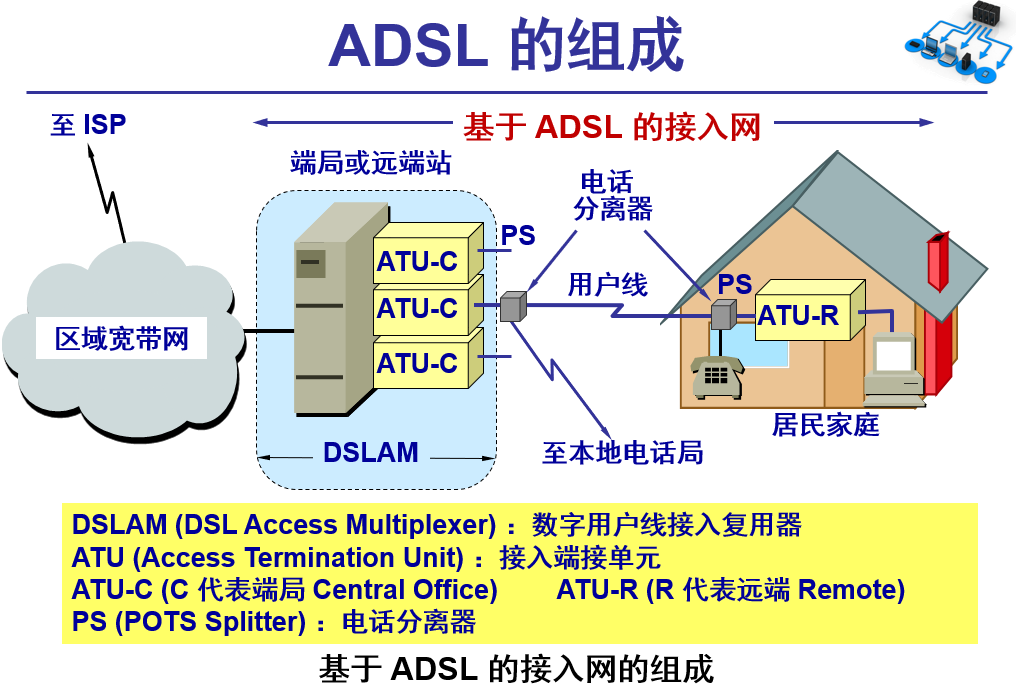 ADSL 的组成
至 ISP
基于 ADSL 的接入网
端局或远端站
电话
分离器
PS
ATU-C
ATU-C
ATU-C
用户线
PS
ATU-R
区域宽带网
居民家庭
DSLAM
至本地电话局
DSLAM (DSL Access Multiplexer) ：数字用户线接入复用器
ATU (Access Termination Unit) ：接入端接单元
ATU-C (C 代表端局 Central Office) ATU-R (R 代表远端 Remote)
PS (POTS Splitter) ：电话分离器
基于 ADSL 的接入网的组成